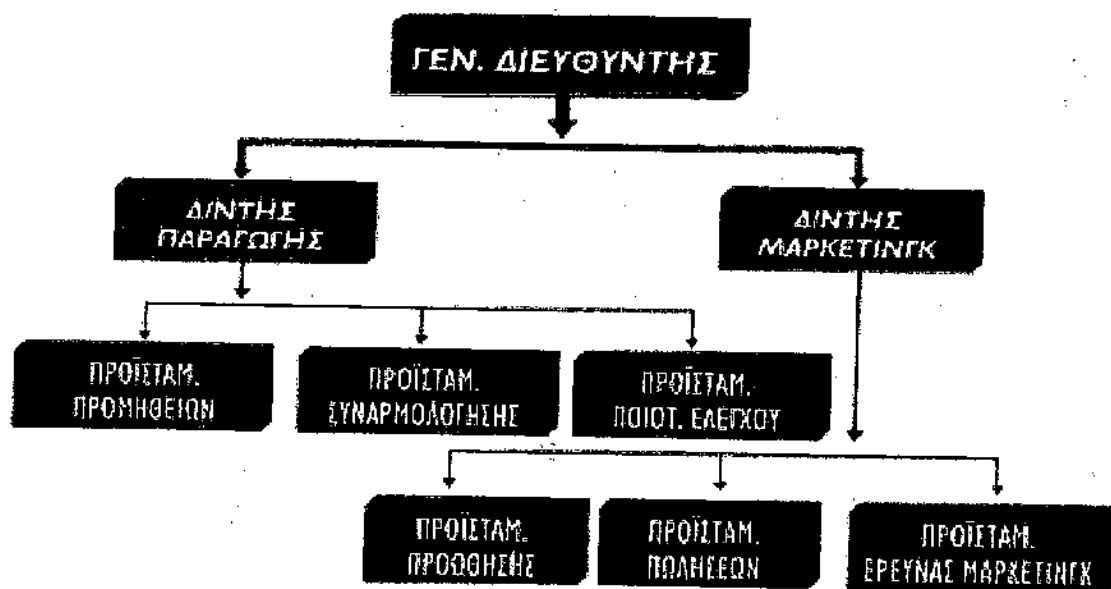 ΓΕΝ. ΔΙΕΥΘΥΝΤΗΣ
Δ/ΝΤΗΣ
ΠΑΡΑΓΩΓΗΣ
Δ/ΝΤΗΣ
ΜΑΡΚΕΤΙΝΓΚ
ΠΡΟΪΣΤΑΜ.
ΠΡΟΜΗΘΕΙΩΝ
ΠΡΟΪΣΤΑΜ.
ΣΥΝΑΡΜΟΛΟΓΗΣΗΣ
ΠΡΟΪΣΤΑΜ.
ΠΟΙΟΤ. ΕΛΕΓΧΟΥ
ΠΡΟΪΣΤΑΜ.
ΠΡΟΩΘΗΣΗΣ
ΠΡΟΪΣΤΑΜ.
ΠΩΛΗΣΕΩΝ
ΠΡΟΪΣΤΑΜ.
ΕΡΕΥΝΑΣ ΜΑΡΚΕΤΙΝΓΚ